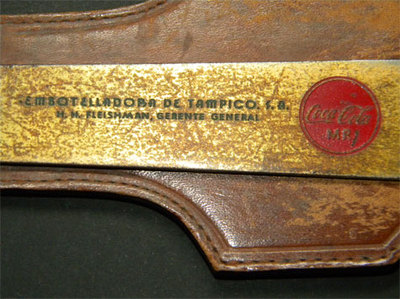 EMBOTELLADORA DE TAMPICO, S.A.
H. H. FLEISHMAN, GERENTE GENERAL
Coca-Cola
MR